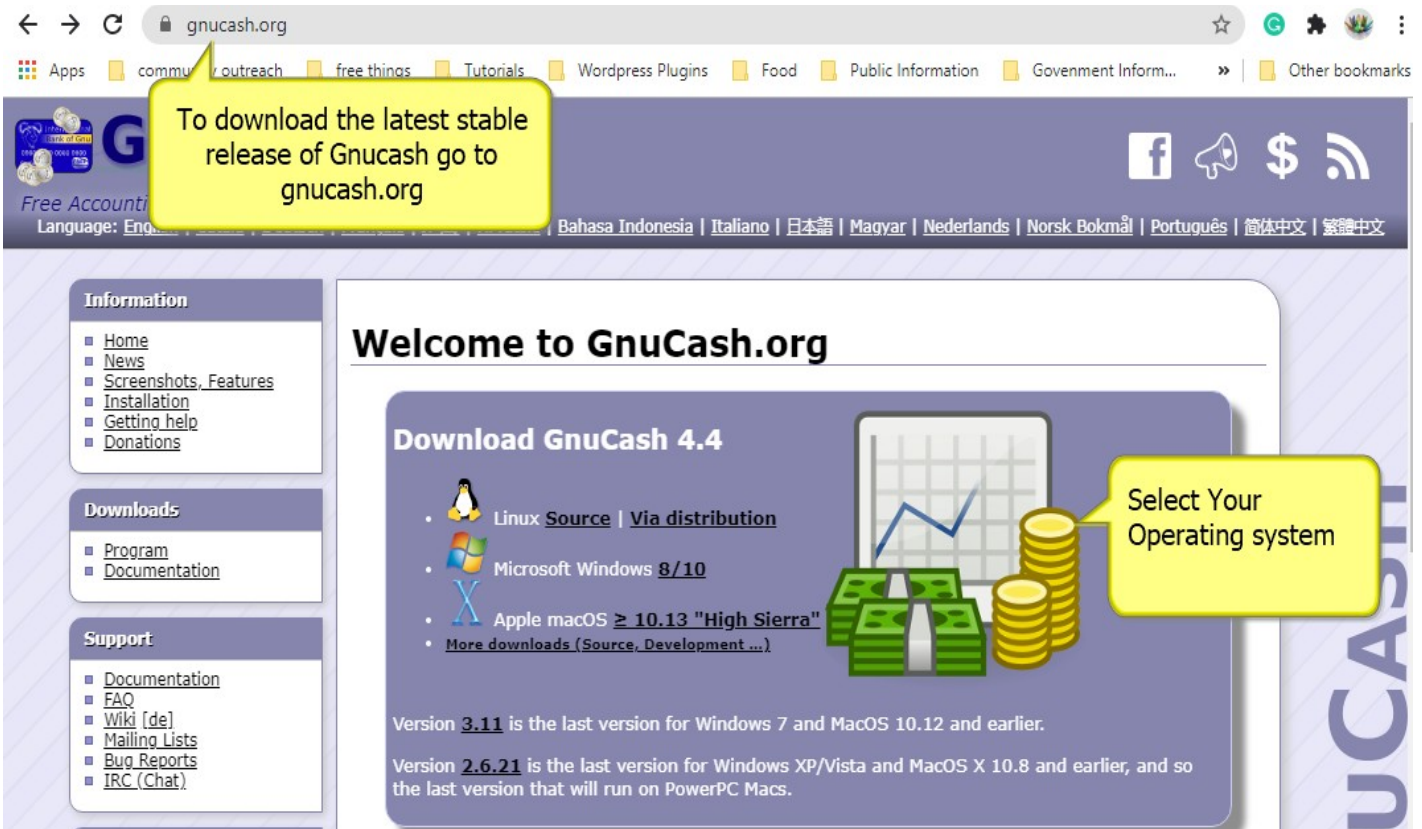 gnucash.org
Apps community outreach free things Tutorials Wordpress Plugins Food Public Information Govenment Inform... » Other bookmarks
To download the latest stable
release of Gnucash go to
gnucash.org
International
Bank of Gnu
G
f $
Free Accounti
Language: English | Bahasa Indonesia | Italiano | 日本語 | Magyar | Nederlands | Norsk Bokmål | Português | 简体中文 | 繁體中文
Information
Home
News
Screenshots, Features
Installation
Getting help
Donations
Downloads
Program
Documentation
Support
Documentation
FAQ
Wiki [de]
Mailing Lists
Bug Reports
IRC (Chat)
Welcome to GnuCash.org
Download GnuCash 4.4
Linux Source | Via distribution
Microsoft Windows 8/10
Apple macOS ≥ 10.13 "High Sierra"
More downloads (Source, Development ...)
Select Your
Operating system
Version 3.11 is the last version for Windows 7 and MacOS 10.12 and earlier.
Version 2.6.21 is the last version for Windows XP/Vista and MacOS X 10.8 and earlier, and so
the last version that will run on PowerPC Macs.
uCASH